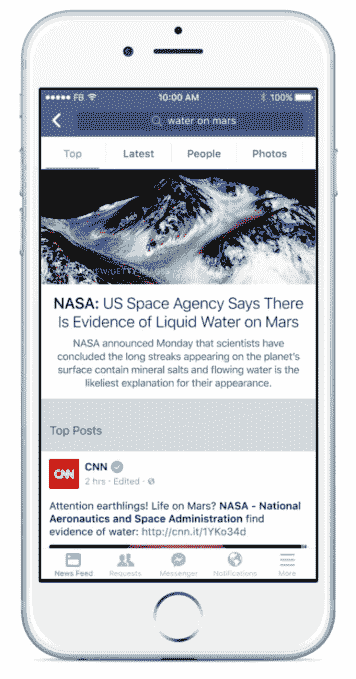 FB 10:00 AM 100%
water on mars
Top Latest People Photos
NASA: US Space Agency Says There
Is Evidence of Liquid Water on Mars
NASA announced Monday that scientists have
concluded the long streaks appearing on the planet's
surface contain mineral salts and flowing water is the
likeliest explanation for their appearance.
Top Posts
CNN CNN
2 hrs · Edited ·
Attention earthlings! Life on Mars? NASA - National
Aeronautics and Space Administration find
evidence of water: http://cnn.it/1YKo34d
News Feed Requests Messenger Notifications More